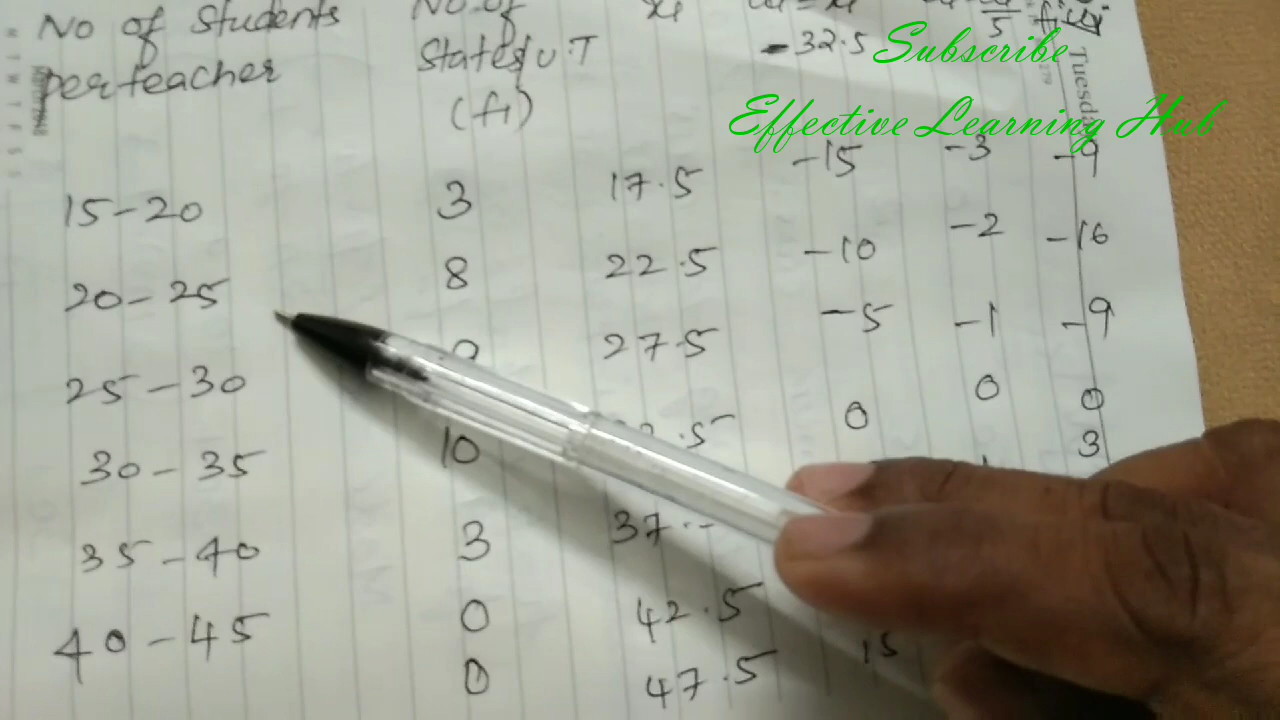 No of students No. of xi
per teacher States/U.T - 32.5
(fi)
15-20 3 17.5 -15 -3 -9
20-25 8 22.5 -10 -2 -16
25-30 27.5 -5 -1 -9
30-35 10 0 0 0
35-40 3 37. 3
40-45 0 42.5
0 47.5 15
Subscribe
Effective Learning Hub
Tuesda